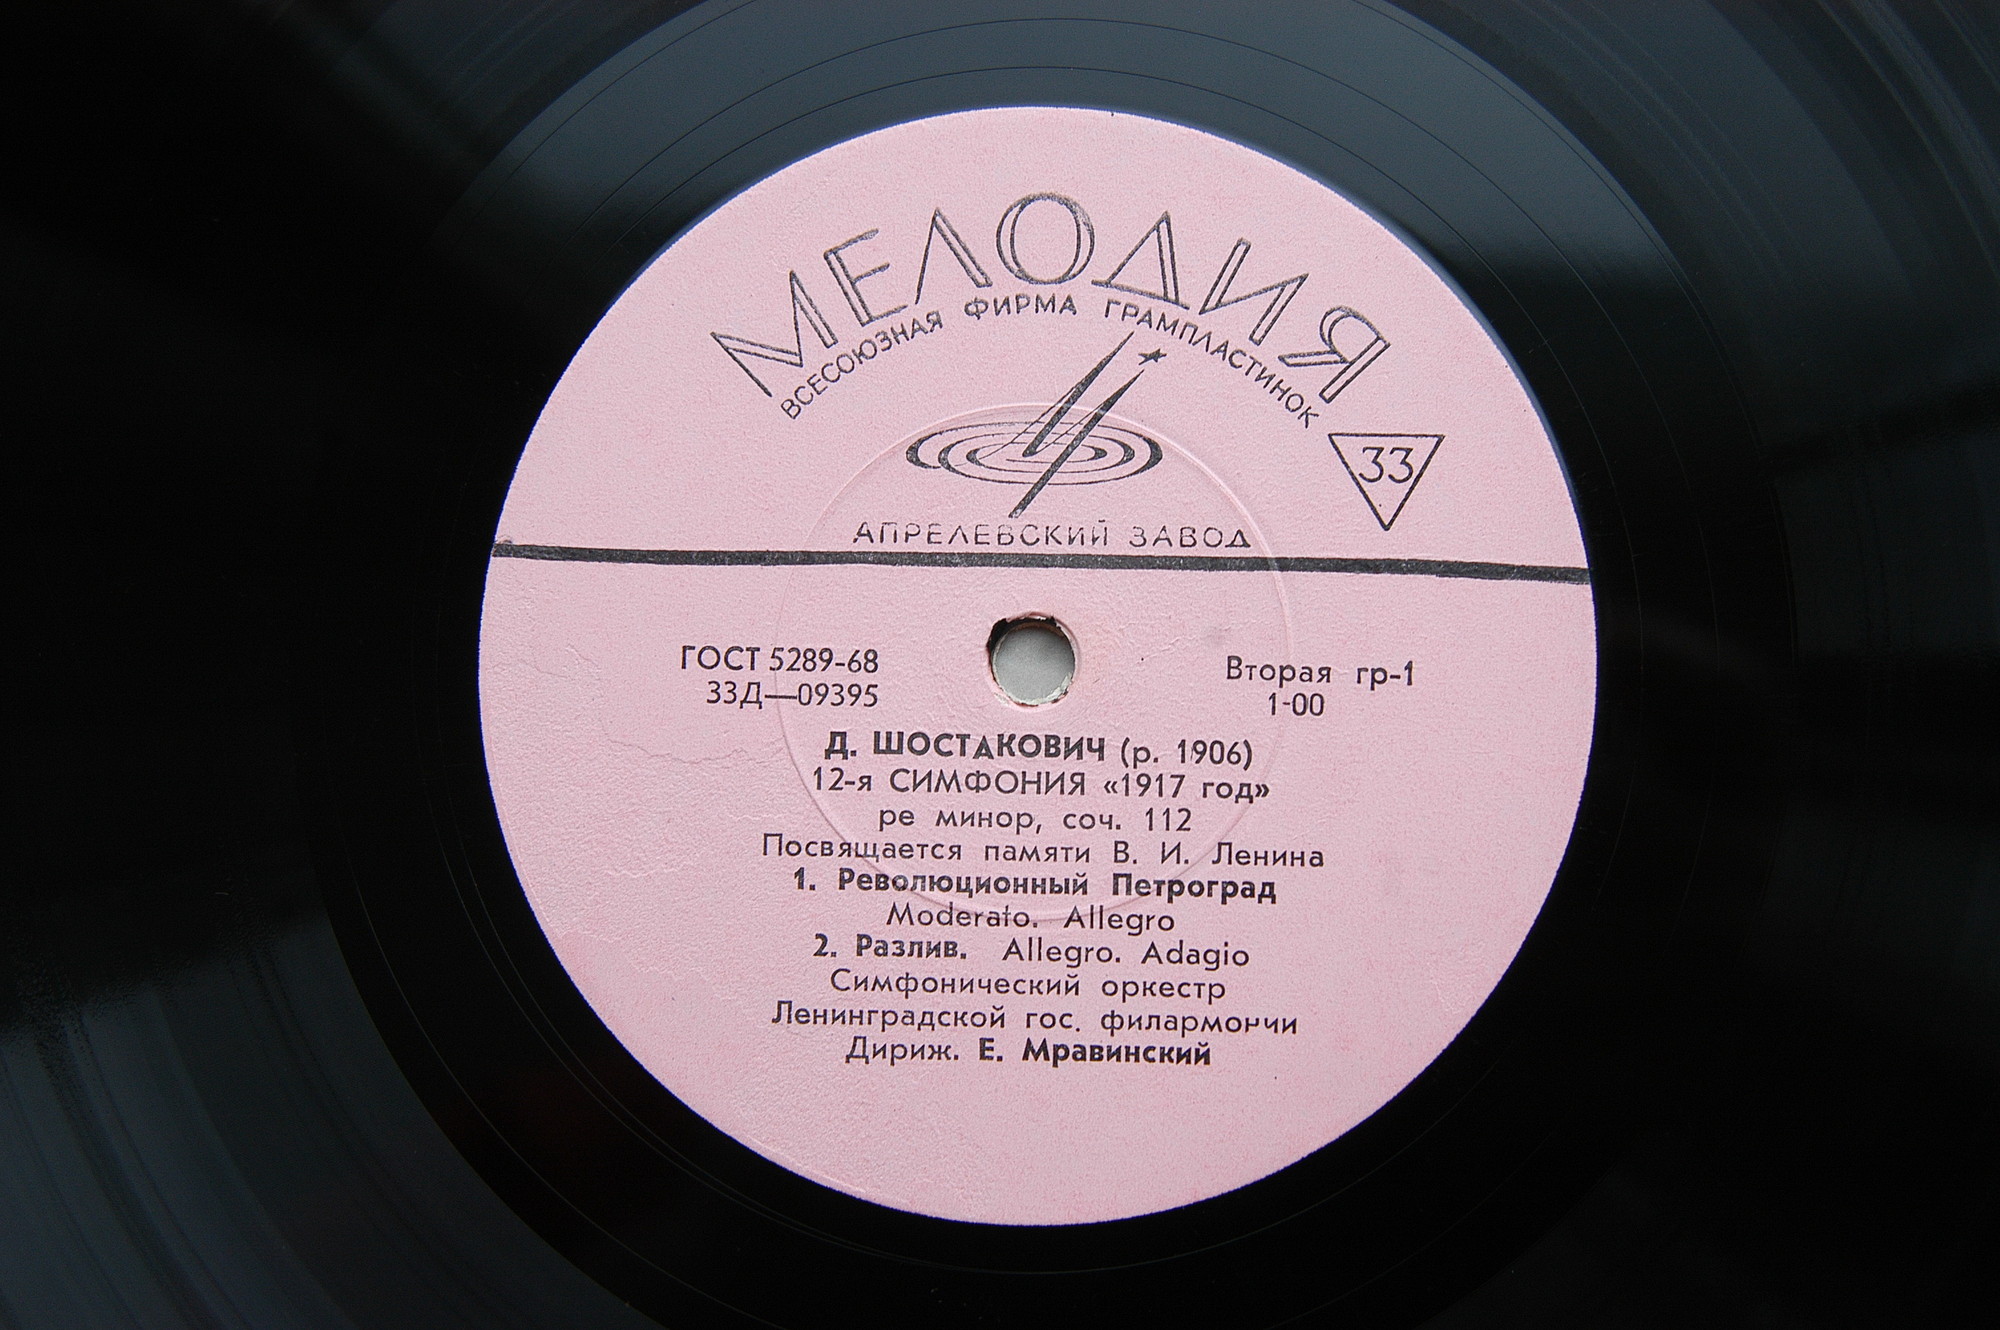 МЕЛОДИЯ
ВСЕСОЮЗНАЯ ФИРМА ГРАМПЛАСТИНОК
33
АПРЕЛЕВСКИЙ ЗАВОД
ГОСТ 5289-68
33Д—09395
Вторая гр-1
1-00
Д. ШОСТАКОВИЧ (р. 1906)
12-я СИМФОНИЯ «1917 год»
ре минор, соч. 112
Посвящается памяти В. И. Ленина
1. Революционный Петроград
Moderato. Allegro
2. Разлив. Allegro. Adagio
Симфонический оркестр
Ленинградской гос. филармонии
Дириж. Е. Мравинский